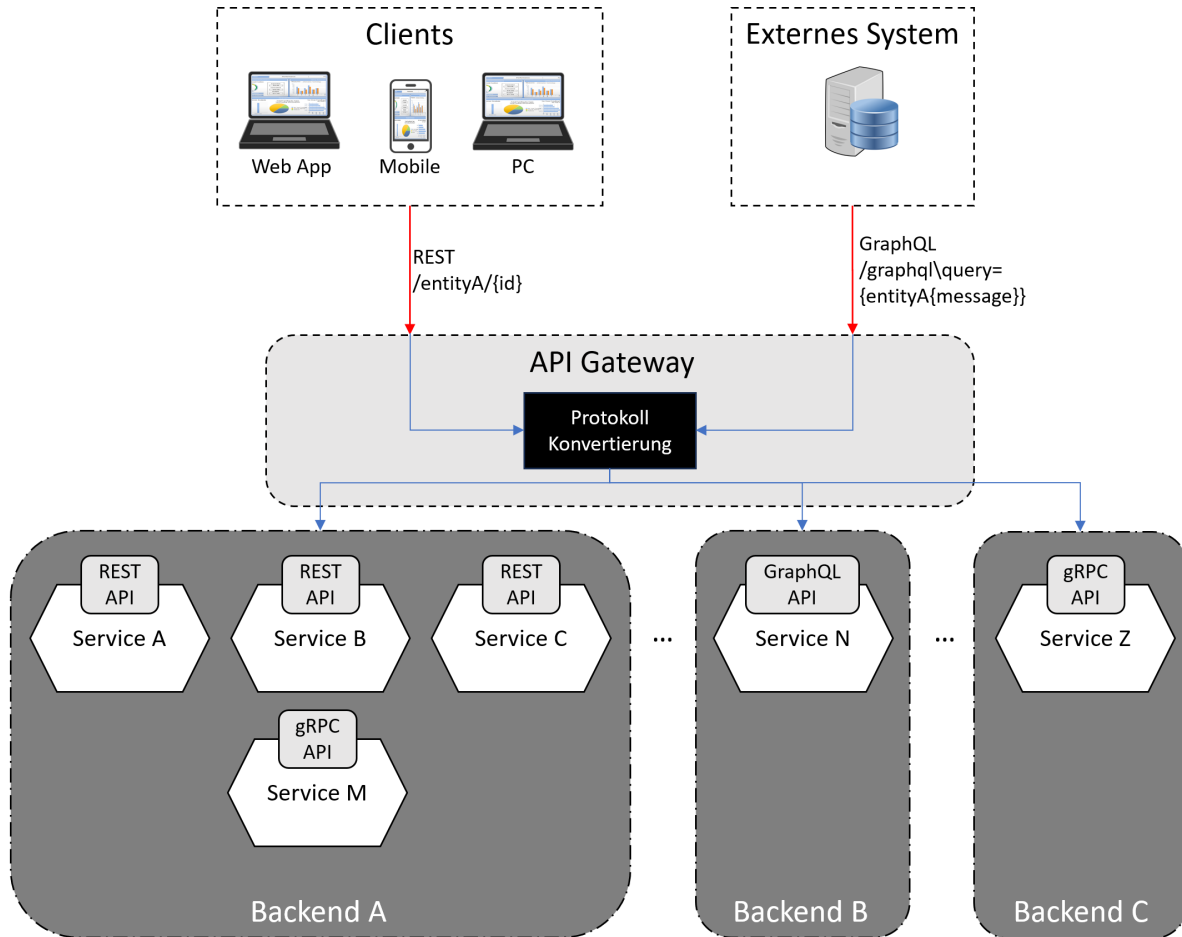 Clients
Externes System
Web App
Mobile
PC
REST
/entityA/{id}
GraphQL
/graphql\query=
{entityA{message}}
API Gateway
Protokoll
Konvertierung
REST
API
Service A
REST
API
Service B
REST
API
Service C
...
GraphQL
API
Service N
...
gRPC
API
Service Z
gRPC
API
Service M
Backend A
Backend B
Backend C